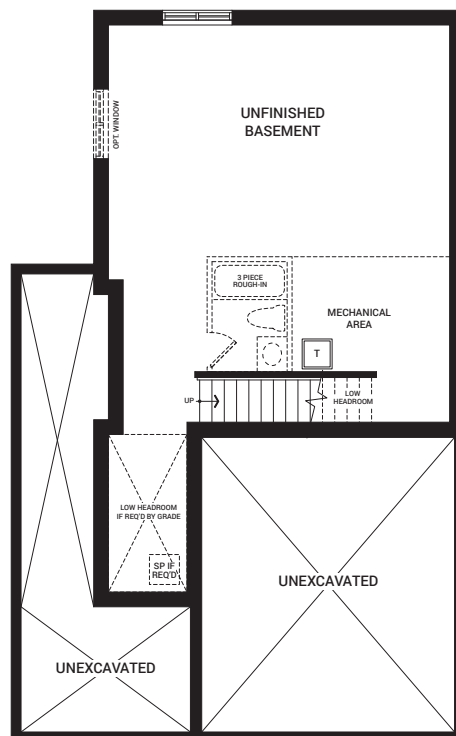 UNFINISHED
BASEMENT
OPT. WINDOW
3 PIECE
ROUGH-IN
MECHANICAL
AREA
T
UP
LOW
HEADROOM
LOW HEADROOM
IF REQ'D BY GRADE
SP IF
REQ'D
UNEXCAVATED
UNEXCAVATED